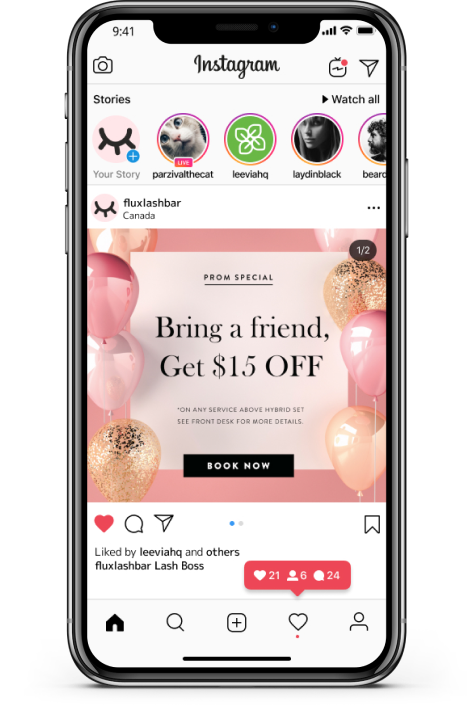 9:41
Instagram
Stories
Watch all
LIVE
Your Story
parzivalthecat
leeviahq
laydinblack
beard
fluxlashbar
Canada
1/2
PROM SPECIAL
Bring a friend,
Get $15 OFF
*ON ANY SERVICE ABOVE HYBRID SET
SEE FRONT DESK FOR MORE DETAILS.
BOOK NOW
Liked by leeviahq and others
fluxlashbar Lash Boss
21 6 24